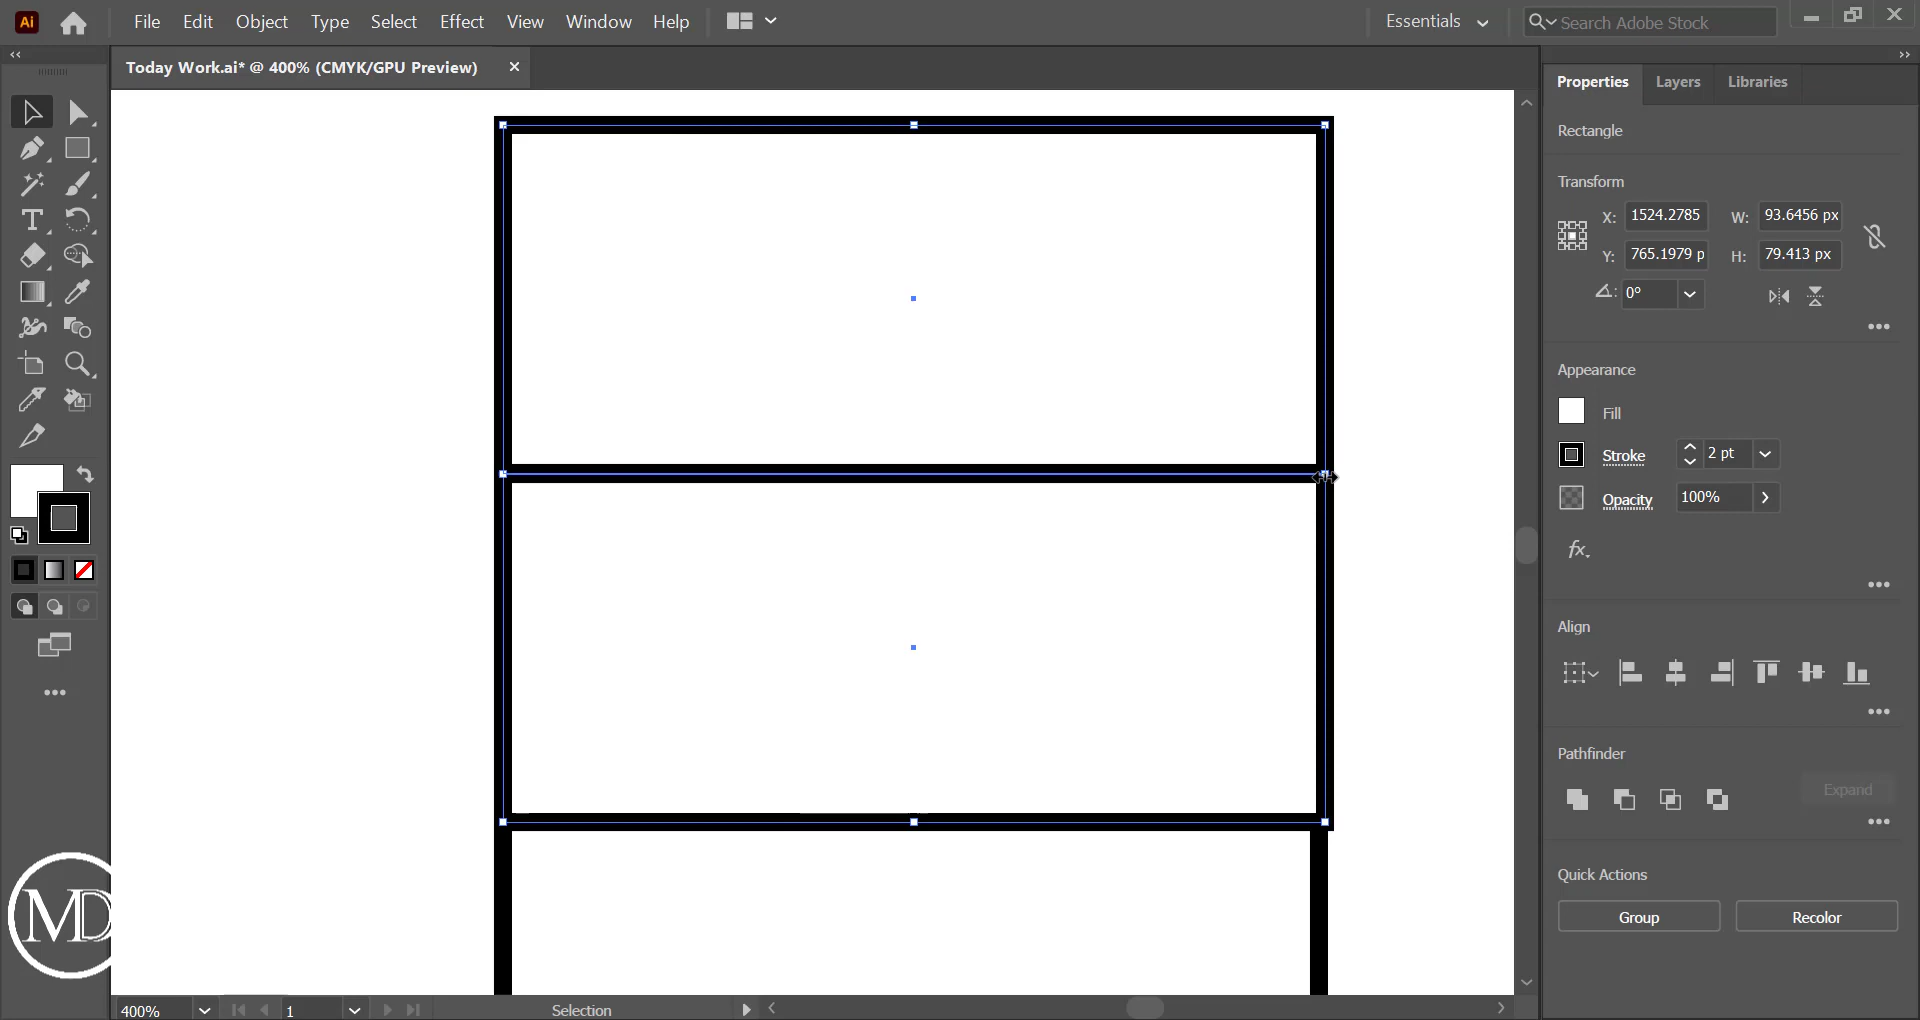 Ai File Edit Object Type Select Effect View Window Help Essentials Search Adobe Stock
Today Work.ai* @ 400% (CMYK/GPU Preview)
Properties Layers Libraries
Rectangle
Transform
X: 1524.2785 W: 93.6456 px
Y: 765.1979 p H: 79.413 px
0°
Appearance
Fill
Stroke 2 pt
Opacity 100%
fx.
Align
Pathfinder
Expand
Quick Actions
Group Recolor
MD
400% 1 Selection